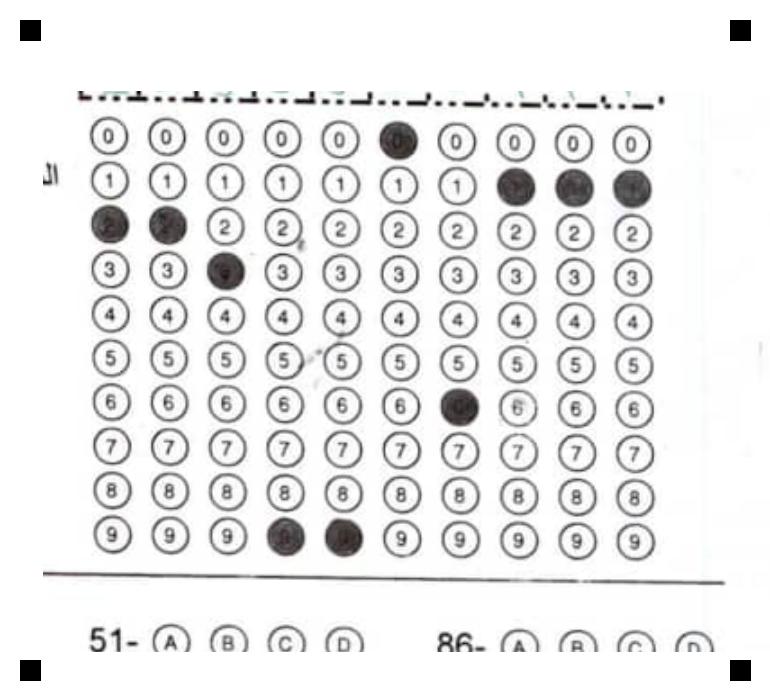 0 0 0 0 0 0 0 0 0
1 1 1 1 1 1 1
2 2 2 2 2 2 2 2
3 3 3 3 3 3 3 3 3
4 4 4 4 4 4 4 4 4 4
5 5 5 5 5 5 5 5 5 5
6 6 6 6 6 6 6 6 6
7 7 7 7 7 7 7 7 7 7
8 8 8 8 8 8 8 8 8 8
9 9 9 9 9 9 9 9
51- A B C D 86- A B C D